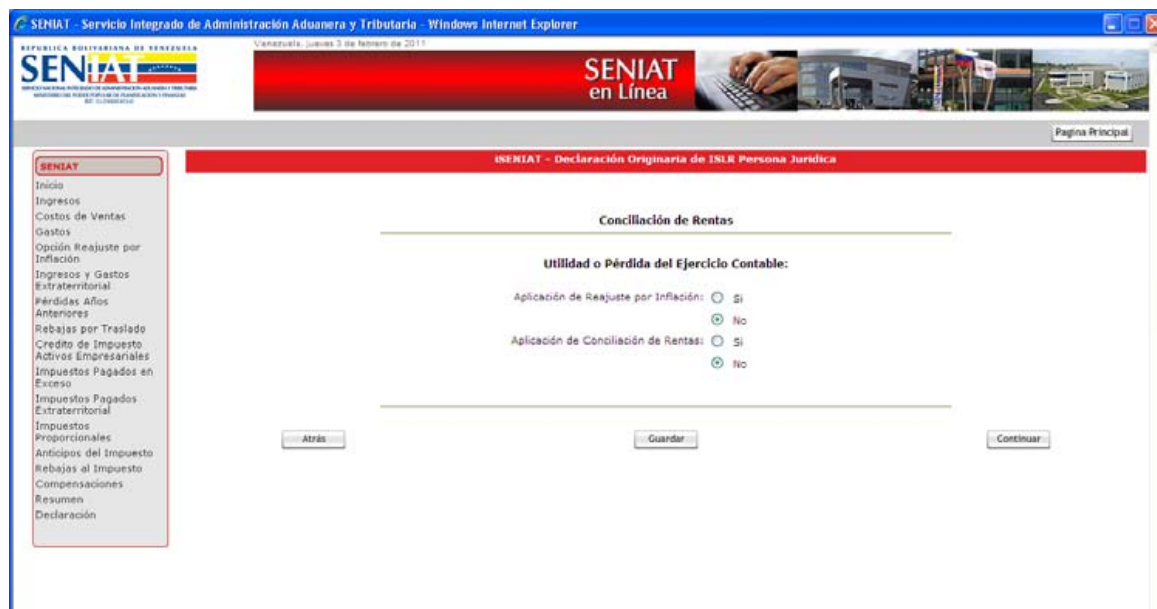 SENIAT - Servicio Integrado de Administración Aduanera y Tributaria - Windows Internet Explorer
REPUBLICA BOLIVARIANA DE VENEZUELA
SENIAT
Venezuela, jueves 3 de febrero de 2011
SENIAT
en Línea
Pagina Principal
iSENIAT - Declaración Originaria de ISLR Persona Juridica
SENIAT
Inicio
Ingresos
Costos de Ventas
Gastos
Opción Reajuste por
Inflación
Ingresos y Gastos
Extraterritorial
Pérdidas Años
Anteriores
Rebajas por Traslado
Credito de Impuesto
Activos Empresariales
Impuestos Pagados en
Exceso
Impuestos Pagados
Extraterritorial
Impuestos
Proporcionales
Anticipos del Impuesto
Rebajas al Impuesto
Compensaciones
Resumen
Declaración
Conciliación de Rentas
Utilidad o Pérdida del Ejercicio Contable:
Aplicación de Reajuste por Inflación: Si
No
Aplicación de Conciliación de Rentas: Si
No
Atrás Guardar Continuar